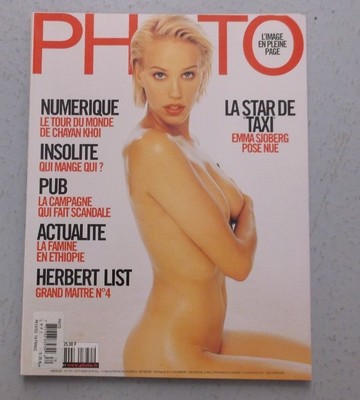 PHOTO
L'IMAGE
EN PLEINE
PAGE
NUMERIQUE
LE TOUR DU MONDE
DE CHAYAN KHOI
INSOLITE
QUI MANGE QUI ?
PUB
LA CAMPAGNE
QUI FAIT SCANDALE
ACTUALITE
LA FAMINE
EN ETHIOPIE
HERBERT LIST
GRAND MAITRE N°4
LA STAR DE
"TAXI"
EMMA SJOBERG
POSE NUE